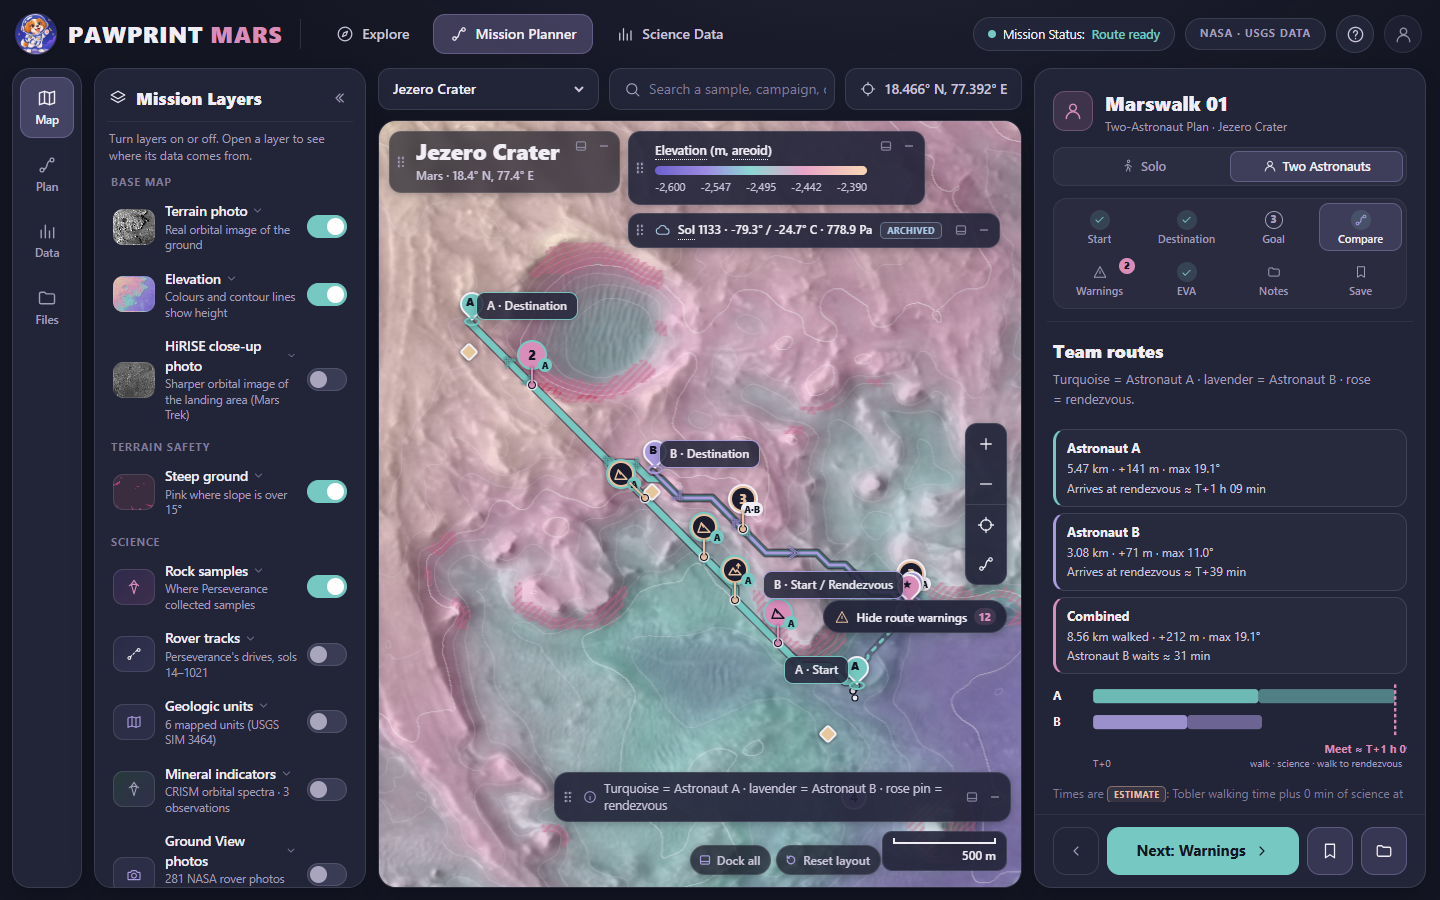 PAWPRINT MARS
Explore
Mission Planner
Science Data
Mission Status: Route ready
NASA · USGS DATA
Map
Plan
Data
Files
Mission Layers
Turn layers on or off. Open a layer to see
where its data comes from.
BASE MAP
Terrain photo
Real orbital image of the
ground
Elevation
Colours and contour lines
show height
HiRISE close-up
photo
Sharper orbital image of
the landing area (Mars
Trek)
TERRAIN SAFETY
Steep ground
Pink where slope is over
15°
SCIENCE
Rock samples
Where Perseverance
collected samples
Rover tracks
Perseverance's drives, sols
14–1021
Geologic units
6 mapped units (USGS
SIM 3464)
Mineral indicators
CRISM orbital spectra · 3
observations
Ground View
photos
281 NASA rover photos
Jezero Crater
Search a sample, campaign,
18.466° N, 77.392° E
Jezero Crater
Mars · 18.4° N, 77.4° E
Elevation (m, areoid)
-2,600 -2,547 -2,495 -2,442 -2,390
Sol 1133 · -79.3° / -24.7° C · 778.9 Pa ARCHIVED
A
A · Destination
2
A
B
B · Destination
A
3
A·B
A
A
B · Start / Rendezvous
A
Hide route warnings 12
A
A · Start
A
Turquoise = Astronaut A · lavender = Astronaut B · rose pin =
rendezvous
Dock all
Reset layout
500 m
Marswalk 01
Two-Astronaut Plan · Jezero Crater
Solo
Two Astronauts
Start
Destination
3
Goal
Compare
Warnings
2
EVA
Notes
Save
Team routes
Turquoise = Astronaut A · lavender = Astronaut B · rose
= rendezvous.
Astronaut A
5.47 km · +141 m · max 19.1°
Arrives at rendezvous ≈ T+1 h 09 min
Astronaut B
3.08 km · +71 m · max 11.0°
Arrives at rendezvous ≈ T+39 min
Combined
8.56 km walked · +212 m · max 19.1°
Astronaut B waits ≈ 31 min
A
B
Meet ≈ T+1 h 0
T+0
walk · science · walk to rendezvous
Times are ESTIMATE: Tobler walking time plus 0 min of science at
Next: Warnings